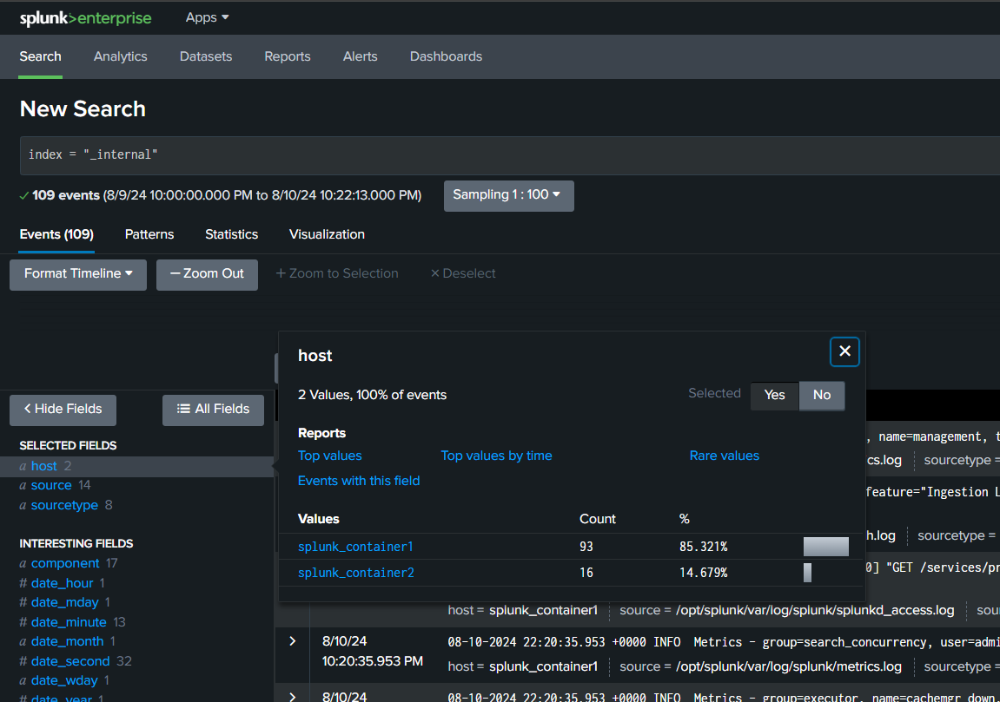 splunk>enterprise Apps
Search Analytics Datasets Reports Alerts Dashboards
New Search
index = "_internal"
109 events (8/9/24 10:00:00.000 PM to 8/10/24 10:22:13.000 PM) Sampling 1 : 100
Events (109) Patterns Statistics Visualization
Format Timeline — Zoom Out + Zoom to Selection × Deselect
< Hide Fields All Fields
SELECTED FIELDS
a host 2
a source 14
a sourcetype 8
INTERESTING FIELDS
a component 17
# date_hour 1
# date_mday 1
# date_minute 13
a date_month 1
# date_second 32
a date_wday 1
# date_year 1
host ×
2 Values, 100% of events Selected Yes No
Reports
Top values Top values by time Rare values
Events with this field
Values Count %
splunk_container1 93 85.321%
splunk_container2 16 14.679%
, name=management, t
cs.log sourcetype =
feature="Ingestion L
h.log sourcetype =
0] "GET /services/pr
host = splunk_container1 source = /opt/splunk/var/log/splunk/splunkd_access.log sou
> 8/10/24 08-10-2024 22:20:35.953 +0000 INFO Metrics - group=search_concurrency, user=admi
10:20:35.953 PM host = splunk_container1 source = /opt/splunk/var/log/splunk/metrics.log sourcetype =
> 8/10/24 08-10-2024 22:20:35.953 +0000 INFO Metrics - group=executor, name=cachemgr_down